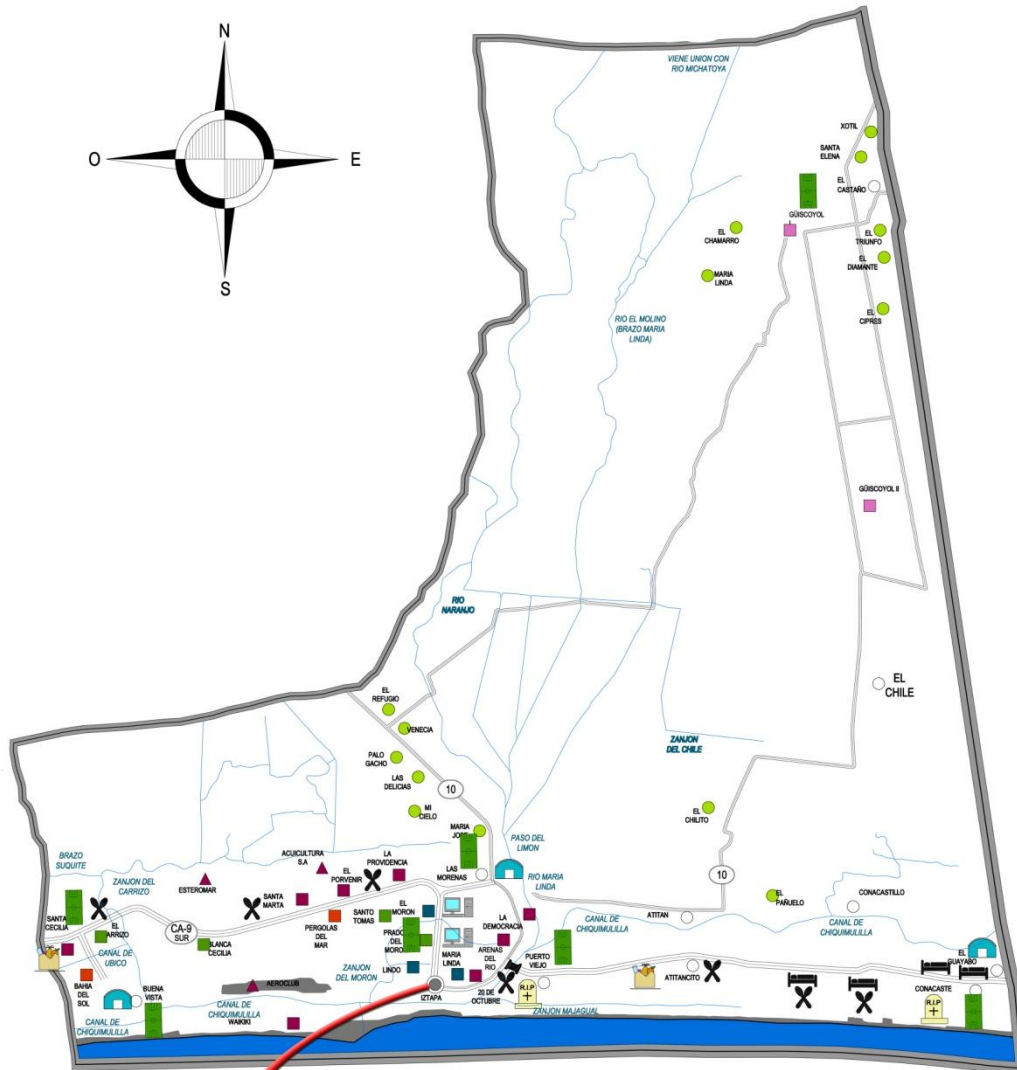 N
O
E
S
VIENE UNION CON
RIO MICHATOYA
XOTIL
SANTA
ELENA
EL
CASTAÑO
GÜISCOYOL
I
EL
CHAMARRO
EL
TRIUNFO
MARIA
LINDA
EL
DIAMANTE
EL
CIPRES
RIO EL MOLINO
(BRAZO MARIA
LINDA)
GÜISCOYOL II
RIO
NARANJO
EL
CHILE
EL
REFUGIO
VENECIA
ZANJON
DEL CHILE
PALO
GACHO
LAS
DELICIAS
10
MI
CIELO
EL
CHILITO
MARIA
JOSE
PASO DEL
LIMON
BRAZO
SUQUITE
ACUICULTURA
S.A
LA
PROVIDENCIA
LAS
MORENAS
RIO MARIA
LINDA
10
ZANJON DEL
CARRIZO
ESTEROMAR
EL
PORVENIR
SANTA
MARTA
EL
PAÑUELO
CONACASTILLO
SANTA
CECILIA
EL
ARRIZO
CA-9
SUR
PERGOLAS
DEL
MAR
SANTO
TOMAS
EL
MORON
LA
DEMOCRACIA
CANAL DE
CHIQUIMULILLA
ATITAN
CANAL DE
CHIQUIMULILLA
BLANCA
CECILIA
PRADO
DEL
MORO
MARIA
LINDA
ARENAS
DEL
RIO
PUERTO
VIEJO
EL
GUAYABO
CANAL DE
UBICO
ZANJON
DEL MORON
LINDO
ATITANCITO
BAHIA
DEL
SOL
BUENA
VISTA
AEROCLUB
IZTAPA
20 DE
OCTUBRE
R.I.P
CONACASTE
R.I.P
CANAL DE
CHIQUIMULILLA
CANAL DE
CHIQUIMULILLA
WAIKIKI
ZANJON MAJAGUAL